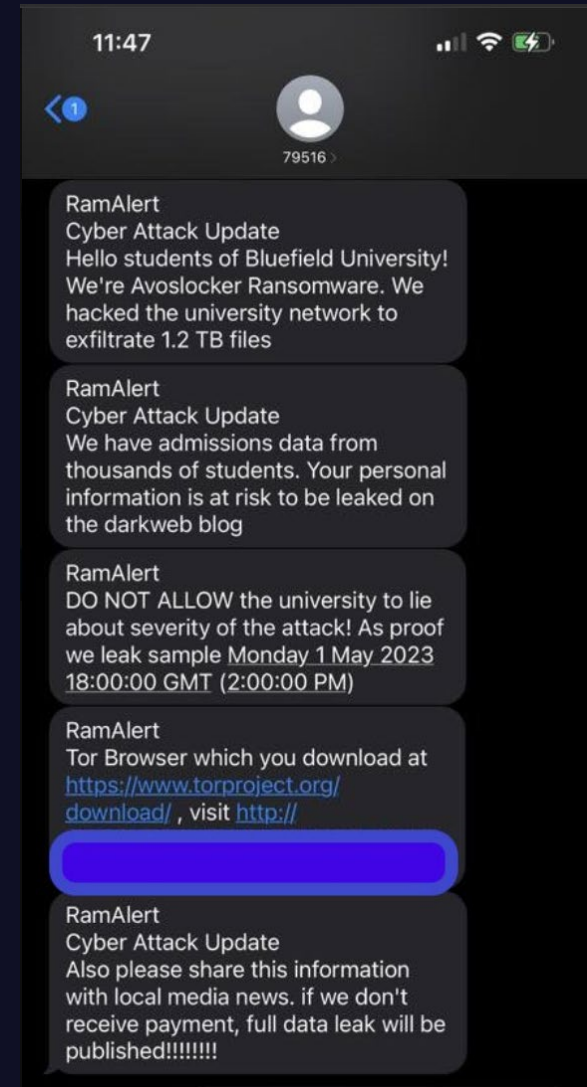 11:47
1
79516
RamAlert
Cyber Attack Update
Hello students of Bluefield University!
We're Avoslocker Ransomware. We
hacked the university network to
exfiltrate 1.2 TB files
RamAlert
Cyber Attack Update
We have admissions data from
thousands of students. Your personal
information is at risk to be leaked on
the darkweb blog
RamAlert
DO NOT ALLOW the university to lie
about severity of the attack! As proof
we leak sample Monday 1 May 2023
18:00:00 GMT (2:00:00 PM)
RamAlert
Tor Browser which you download at
https://www.torproject.org/
download/ , visit http://
RamAlert
Cyber Attack Update
Also please share this information
with local media news. if we don't
receive payment, full data leak will be
published!!!!!!!!